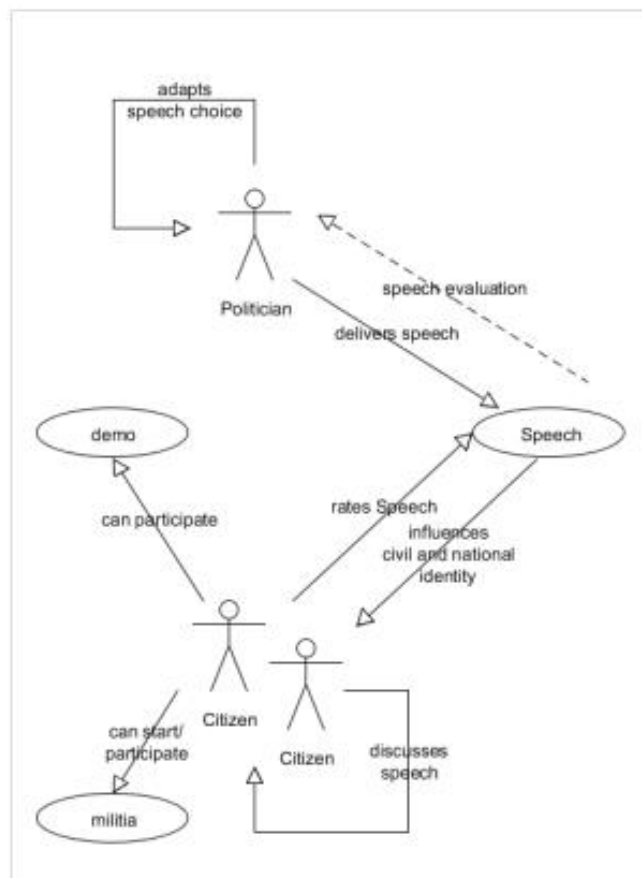 adapts
speech choice
Politician
speech evaluation
delivers speech
demo
Speech
can participate
rates Speech
influences
civil and national
identity
Citizen
Citizen
can start/
participate
discusses
speech
militia